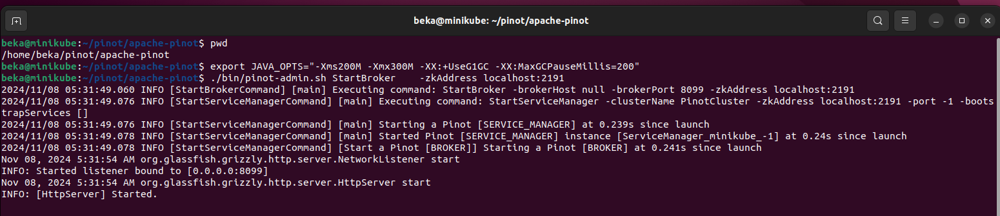 beka@minikube: ~/pinot/apache-pinot
beka@minikube:~/pinot/apache-pinot$ pwd
/home/beka/pinot/apache-pinot
beka@minikube:~/pinot/apache-pinot$ export JAVA_OPTS="-Xms200M -Xmx300M -XX:+UseG1GC -XX:MaxGCPauseMillis=200"
beka@minikube:~/pinot/apache-pinot$ ./bin/pinot-admin.sh StartBroker    -zkAddress localhost:2191
2024/11/08 05:31:49.060 INFO [StartBrokerCommand] [main] Executing command: StartBroker -brokerHost null -brokerPort 8099 -zkAddress localhost:2191
2024/11/08 05:31:49.076 INFO [StartServiceManagerCommand] [main] Executing command: StartServiceManager -clusterName PinotCluster -zkAddress localhost:2191 -port -1 -boots
trapServices []
2024/11/08 05:31:49.076 INFO [StartServiceManagerCommand] [main] Starting a Pinot [SERVICE_MANAGER] at 0.239s since launch
2024/11/08 05:31:49.078 INFO [StartServiceManagerCommand] [main] Started Pinot [SERVICE_MANAGER] instance [ServiceManager_minikube_-1] at 0.24s since launch
2024/11/08 05:31:49.078 INFO [StartServiceManagerCommand] [Start a Pinot [BROKER]] Starting a Pinot [BROKER] at 0.241s since launch
Nov 08, 2024 5:31:54 AM org.glassfish.grizzly.http.server.NetworkListener start
INFO: Started listener bound to [0.0.0.0:8099]
Nov 08, 2024 5:31:54 AM org.glassfish.grizzly.http.server.HttpServer start
INFO: [HttpServer] Started.